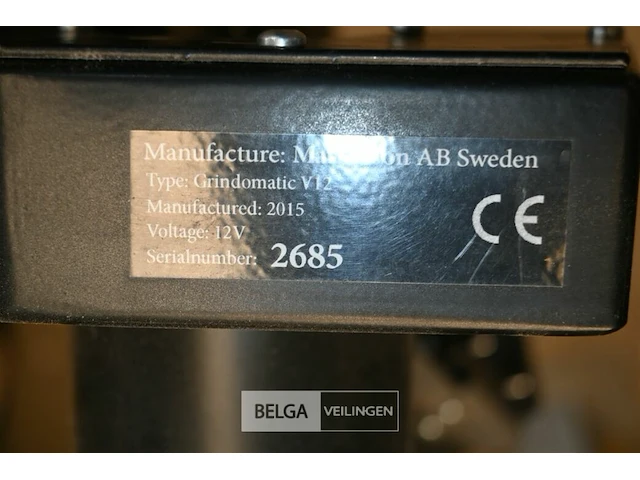 Manufacture: AB Sweden
Type: Grindomatic V12
Manufactured: 2015
Voltage: 12V
Serialnumber: 2685
CE
BELGA VEILINGEN